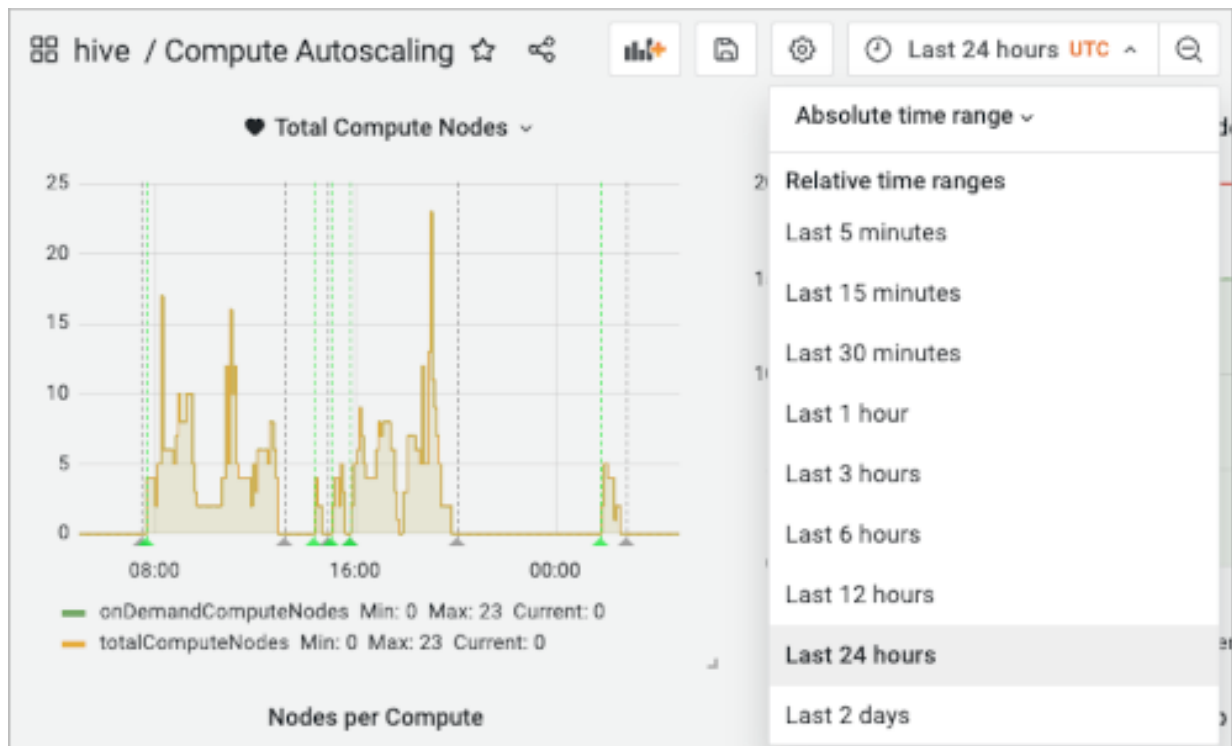 hive / Compute Autoscaling
Last 24 hours UTC
Total Compute Nodes
25
20
15
10
5
0
08:00
16:00
00:00
onDemandComputeNodes Min: 0 Max: 23 Current: 0
totalComputeNodes Min: 0 Max: 23 Current: 0
Nodes per Compute
Absolute time range
Relative time ranges
Last 5 minutes
Last 15 minutes
Last 30 minutes
Last 1 hour
Last 3 hours
Last 6 hours
Last 12 hours
Last 24 hours
Last 2 days